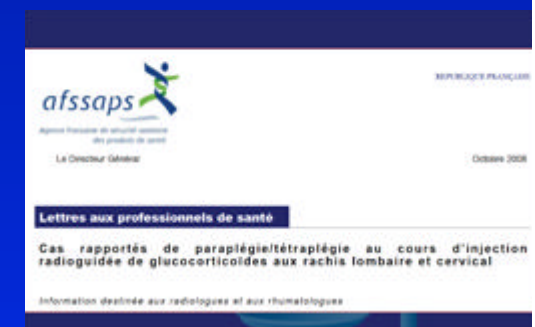 afssaps
RÉPUBLIQUE FRANÇAISE
Agence française de sécurité sanitaire
des produits de santé
Le Directeur Général
Octobre 2008
Lettres aux professionnels de santé
Cas rapportés de paraplégie/tétraplégie au cours d'injection
radioguidée de glucocorticoïdes aux rachis lombaire et cervical
Information destinée aux radiologues et aux rhumatologues